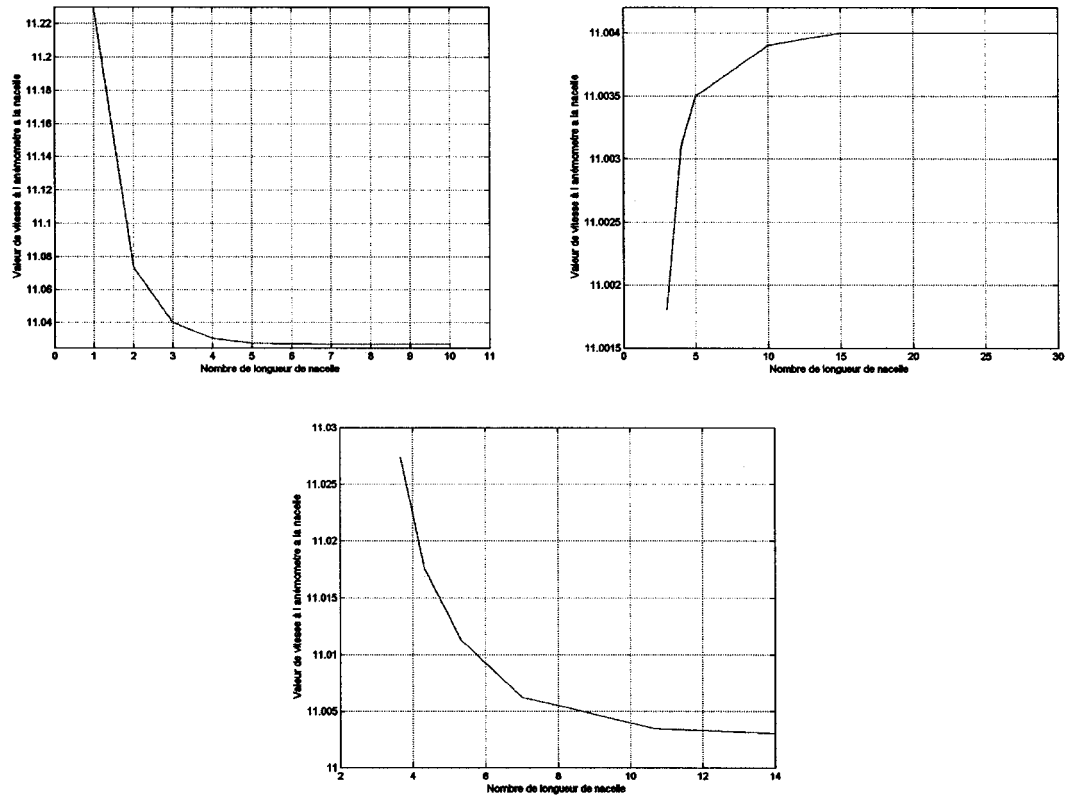 11.22
11.2
11.18
11.16
11.14
11.12
11.1
11.08
11.06
11.04
0 1 2 3 4 5 6 7 8 9 10 11
Valeur de vitesse à l anémometre a la nacelle
Nombre de longueur de nacelle
11.004
11.0035
11.003
11.0025
11.002
11.0015
0 5 10 15 20 25 30
Valeur de vitesse à l anémometre a la nacelle
Nombre de longueur de nacelle
11.03
11.025
11.02
11.015
11.01
11.005
11
2 4 6 8 10 12 14
Valeur de vitesse à l anémometre a la nacelle
Nombre de longueur de nacelle